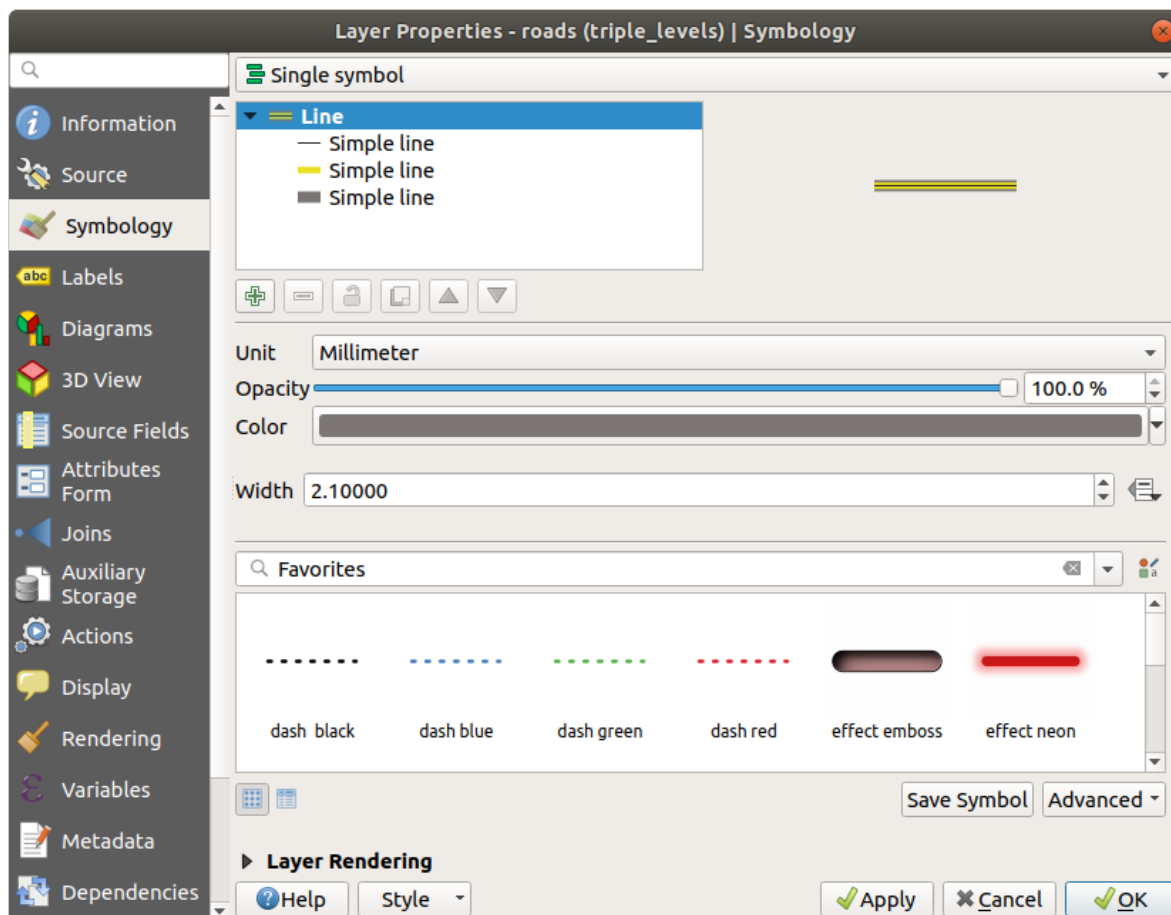 Layer Properties - roads (triple_levels) | Symbology
Information
Source
Symbology
abc Labels
Diagrams
3D View
Source Fields
Attributes
Form
Joins
Auxiliary
Storage
Actions
Display
Rendering
Variables
Metadata
Dependencies
Single symbol
Line
Simple line
Simple line
Simple line
Unit Millimeter
Opacity 100.0 %
Color
Width 2.10000
Favorites
dash black dash blue dash green dash red effect emboss effect neon
Save Symbol Advanced
Layer Rendering
Help Style Apply Cancel OK